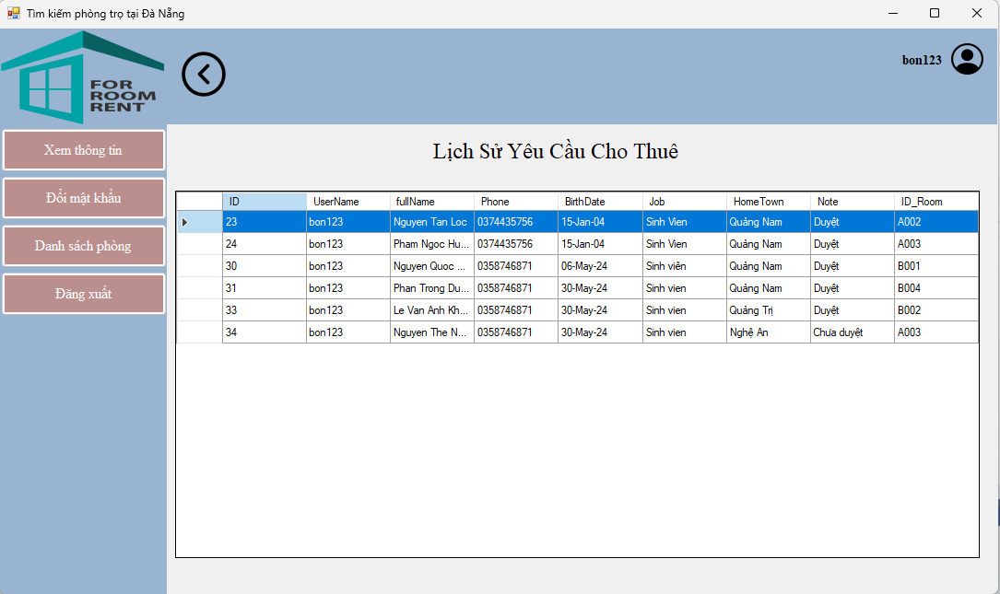 Tìm kiếm phòng trọ tại Đà Nẵng
FOR
ROOM
RENT
bon123
Xem thông tin
Đổi mật khẩu
Danh sách phòng
Đăng xuất
Lịch Sử Yêu Cầu Cho Thuê
ID UserName fullName Phone BirthDate Job HomeTown Note ID_Room
23 bon123 Nguyen Tan Loc 0374435756 15-Jan-04 Sinh Vien Quảng Nam Duyệt A002
24 bon123 Pham Ngoc Hu... 0374435756 15-Jan-04 Sinh Vien Quảng Nam Duyệt A003
30 bon123 Nguyen Quoc ... 0358746871 06-May-24 Sinh viên Quảng Nam Duyệt B001
31 bon123 Phan Trong Du... 0358746871 30-May-24 Sinh vien Quảng Nam Duyệt B004
33 bon123 Le Van Anh Kh... 0358746871 30-May-24 Sinh vien Quảng Trị Duyệt B002
34 bon123 Nguyen The N... 0358746871 30-May-24 Sinh vien Nghệ An Chưa duyệt A003